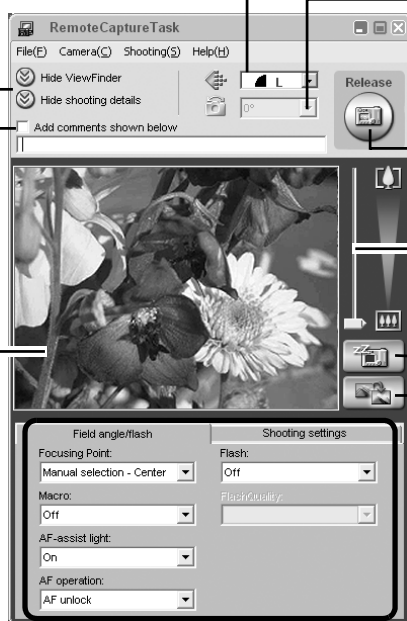 RemoteCaptureTask
File(F) Camera(C) Shooting(S) Help(H)
Hide ViewFinder
Hide shooting details
L
0°
Release
Add comments shown below
Field angle/flash
Shooting settings
Focusing Point:
Flash:
Manual selection - Center
Off
Macro:
FlashQuality:
Off
AF-assist light:
On
AF operation:
AF unlock